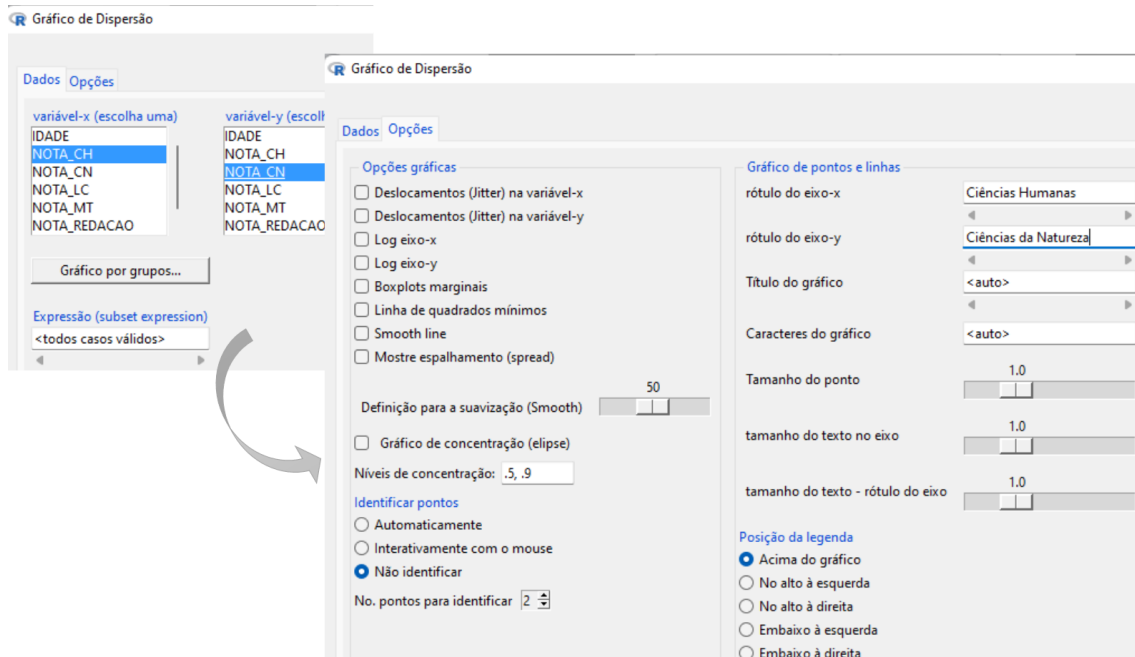 Gráfico de Dispersão
Dados Opções
variável-x (escolha uma)
IDADE
NOTA_CH
NOTA_CN
NOTA_LC
NOTA_MT
NOTA_REDACAO
variável-y (escol
IDADE
NOTA_CH
NOTA_CN
NOTA_LC
NOTA_MT
NOTA_REDACAO
Gráfico por grupos...
Expressão (subset expression)
<todos casos válidos>
Gráfico de Dispersão
Dados Opções
Opções gráficas
Deslocamentos (Jitter) na variável-x
Deslocamentos (Jitter) na variável-y
Log eixo-x
Log eixo-y
Boxplots marginais
Linha de quadrados mínimos
Smooth line
Mostre espalhamento (spread)
50
Definição para a suavização (Smooth)
Gráfico de concentração (elipse)
Níveis de concentração: .5, .9
Identificar pontos
Automaticamente
Interativamente com o mouse
Não identificar
No. pontos para identificar 2
Gráfico de pontos e linhas
rótulo do eixo-x Ciências Humanas
rótulo do eixo-y Ciências da Natureza
Título do gráfico <auto>
Caracteres do gráfico <auto>
1.0
Tamanho do ponto
1.0
tamanho do texto no eixo
1.0
tamanho do texto - rótulo do eixo
Posição da legenda
Acima do gráfico
No alto à esquerda
No alto à direita
Embaixo à esquerda
Embaixo à direita